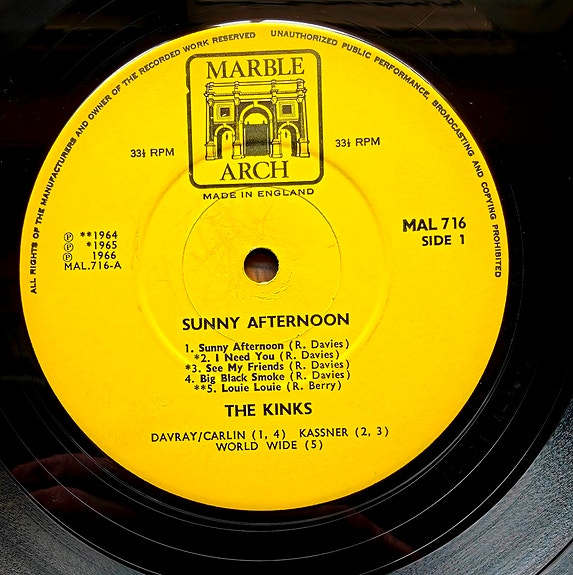 ALL RIGHTS OF THE MANUFACTURERS AND OWNER OF THE RECORDED WORK RESERVED UNAUTHORIZED PUBLIC PERFORMANCE, BROADCASTING AND COPYING PROHIBITED
MARBLE
33⅓ RPM 33⅓ RPM
ARCH
MADE IN ENGLAND
Ⓟ **1964
Ⓟ *1965
Ⓟ 1966
MAL.716-A
MAL 716
SIDE 1
SUNNY AFTERNOON
1. Sunny Afternoon (R. Davies)
*2. I Need You (R. Davies)
*3. See My Friends (R. Davies)
4. Big Black Smoke (R. Davies)
**5. Louie Louie (R. Berry)
THE KINKS
DAVRAY/CARLIN (1, 4) KASSNER (2, 3)
WORLD WIDE (5)